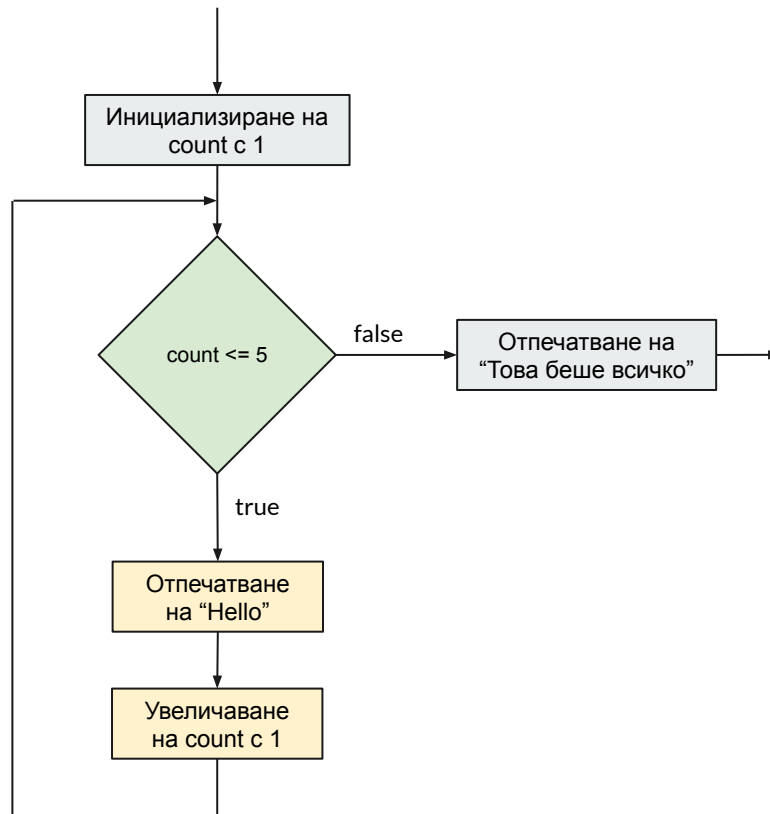 Инициализиране на
count с 1
count <= 5
false
Отпечатване на
“Това беше всичко”
true
Отпечатване
на “Hello”
Увеличаване
на count с 1